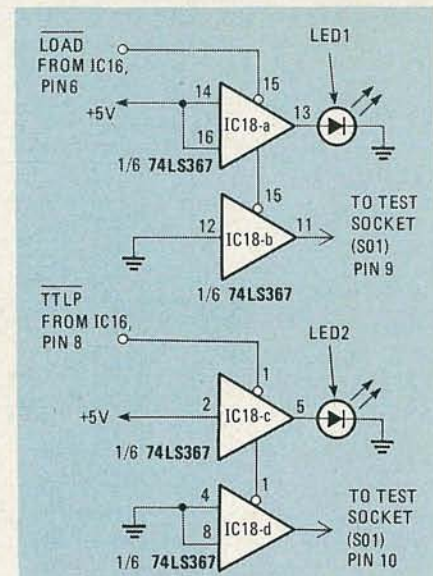 LOAD
FROM IC16,
PIN 6
+5V
14
16
15
IC18-a
13
LED1
1/6 74LS367
15
12
IC18-b
11
TO TEST
SOCKET
(S01)
PIN 9
1/6 74LS367
TTLP
FROM IC16,
PIN 8
LED2
1
+5V
2
IC18-c
5
1/6 74LS367
1
4
8
IC18-d
TO TEST
SOCKET
(S01)
PIN 10
1/6 74LS367